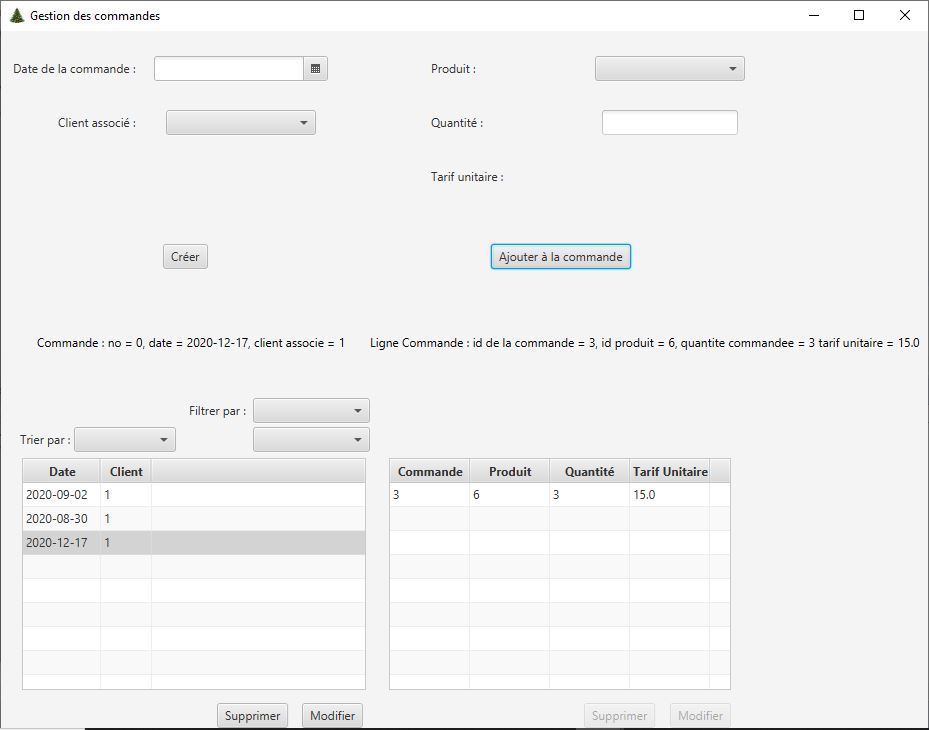 Gestion des commandes
Date de la commande :
Produit :
Client associé :
Quantité :
Tarif unitaire :
Créer
Ajouter à la commande
Commande : no = 0, date = 2020-12-17, client associe = 1
Ligne Commande : id de la commande = 3, id produit = 6, quantite commandee = 3 tarif unitaire = 15.0
Filtrer par :
Trier par :
Date Client
2020-09-02 1
2020-08-30 1
2020-12-17 1
Commande Produit Quantité Tarif Unitaire
3 6 3 15.0
Supprimer Modifier
Supprimer Modifier